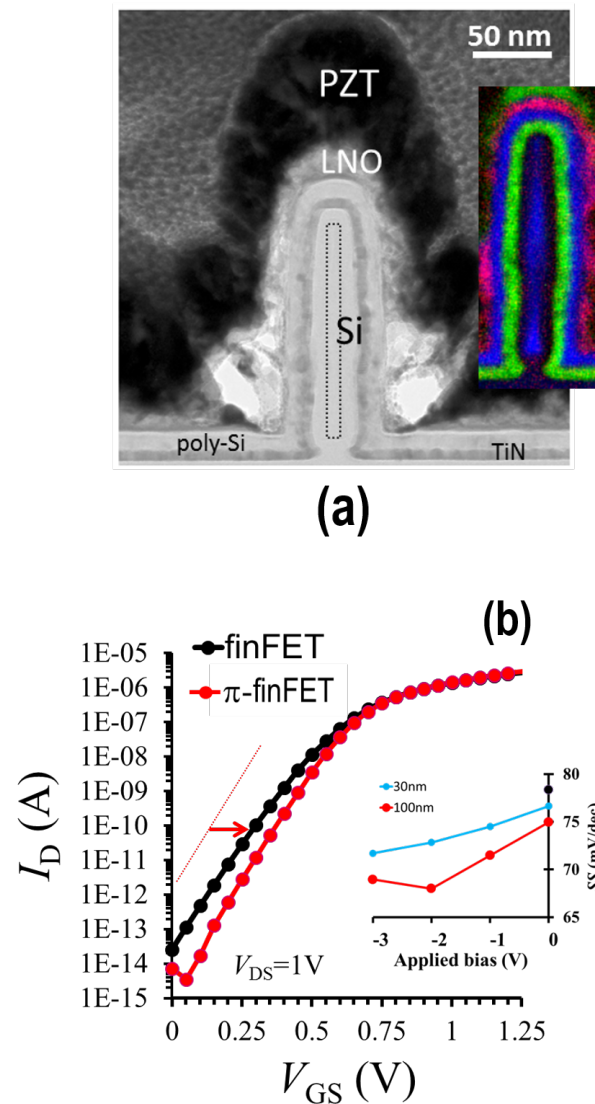 50 nm
PZT
LNO
Si
poly-Si
TiN
(a)
(b)
finFET
π-finFET
1E-05
1E-06
1E-07
1E-08
1E-09
1E-10
1E-11
1E-12
1E-13
1E-14
1E-15
I_D (A)
V_DS=1V
0
0.25
0.5
0.75
1
1.25
V_GS (V)
30nm
100nm
80
75
70
65
SS (mV/dec)
-3
-2
-1
0
Applied bias (V)